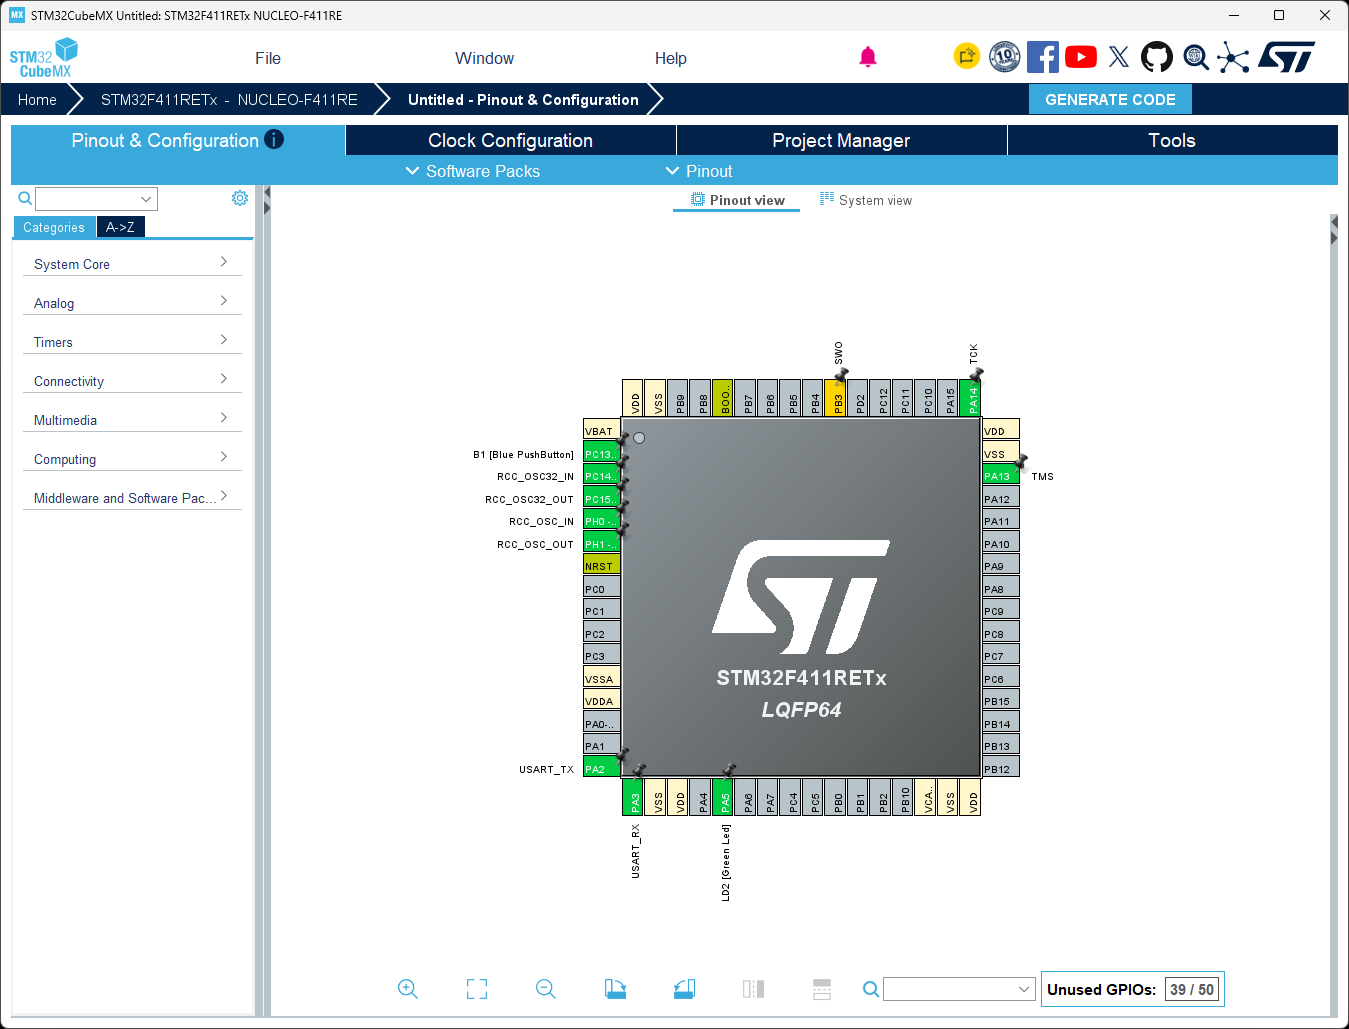 MX STM32CubeMX Untitled: STM32F411RETx NUCLEO-F411RE
STM32
CubeMX
File
Window
Help
10
Home
STM32F411RETx - NUCLEO-F411RE
Untitled - Pinout & Configuration
GENERATE CODE
Pinout & Configuration
Clock Configuration
Project Manager
Tools
Software Packs
Pinout
Pinout view
System view
Categories
A->Z
System Core
Analog
Timers
Connectivity
Multimedia
Computing
Middleware and Software Pac...
SWO
TCK
VDD
VSS
PB9
PB8
BOO..
PB7
PB6
PB5
PB4
PB3
PD2
PC12
PC11
PC10
PA15
PA14
VBAT
B1 [Blue PushButton] PC13..
RCC_OSC32_IN PC14..
RCC_OSC32_OUT PC15..
RCC_OSC_IN PH0 -..
RCC_OSC_OUT PH1 -..
NRST
PC0
PC1
PC2
PC3
VSSA
VDDA
PA0-..
PA1
USART_TX PA2
ST
STM32F411RETx
LQFP64
VDD
VSS
PA13 TMS
PA12
PA11
PA10
PA9
PA8
PC9
PC8
PC7
PC6
PB15
PB14
PB13
PB12
PA3
VSS
VDD
PA4
PA5
PA6
PA7
PC4
PC5
PB0
PB1
PB2
PB10
VCA..
VSS
VDD
USART_RX
LD2 [Green Led]
Unused GPIOs: 39 / 50